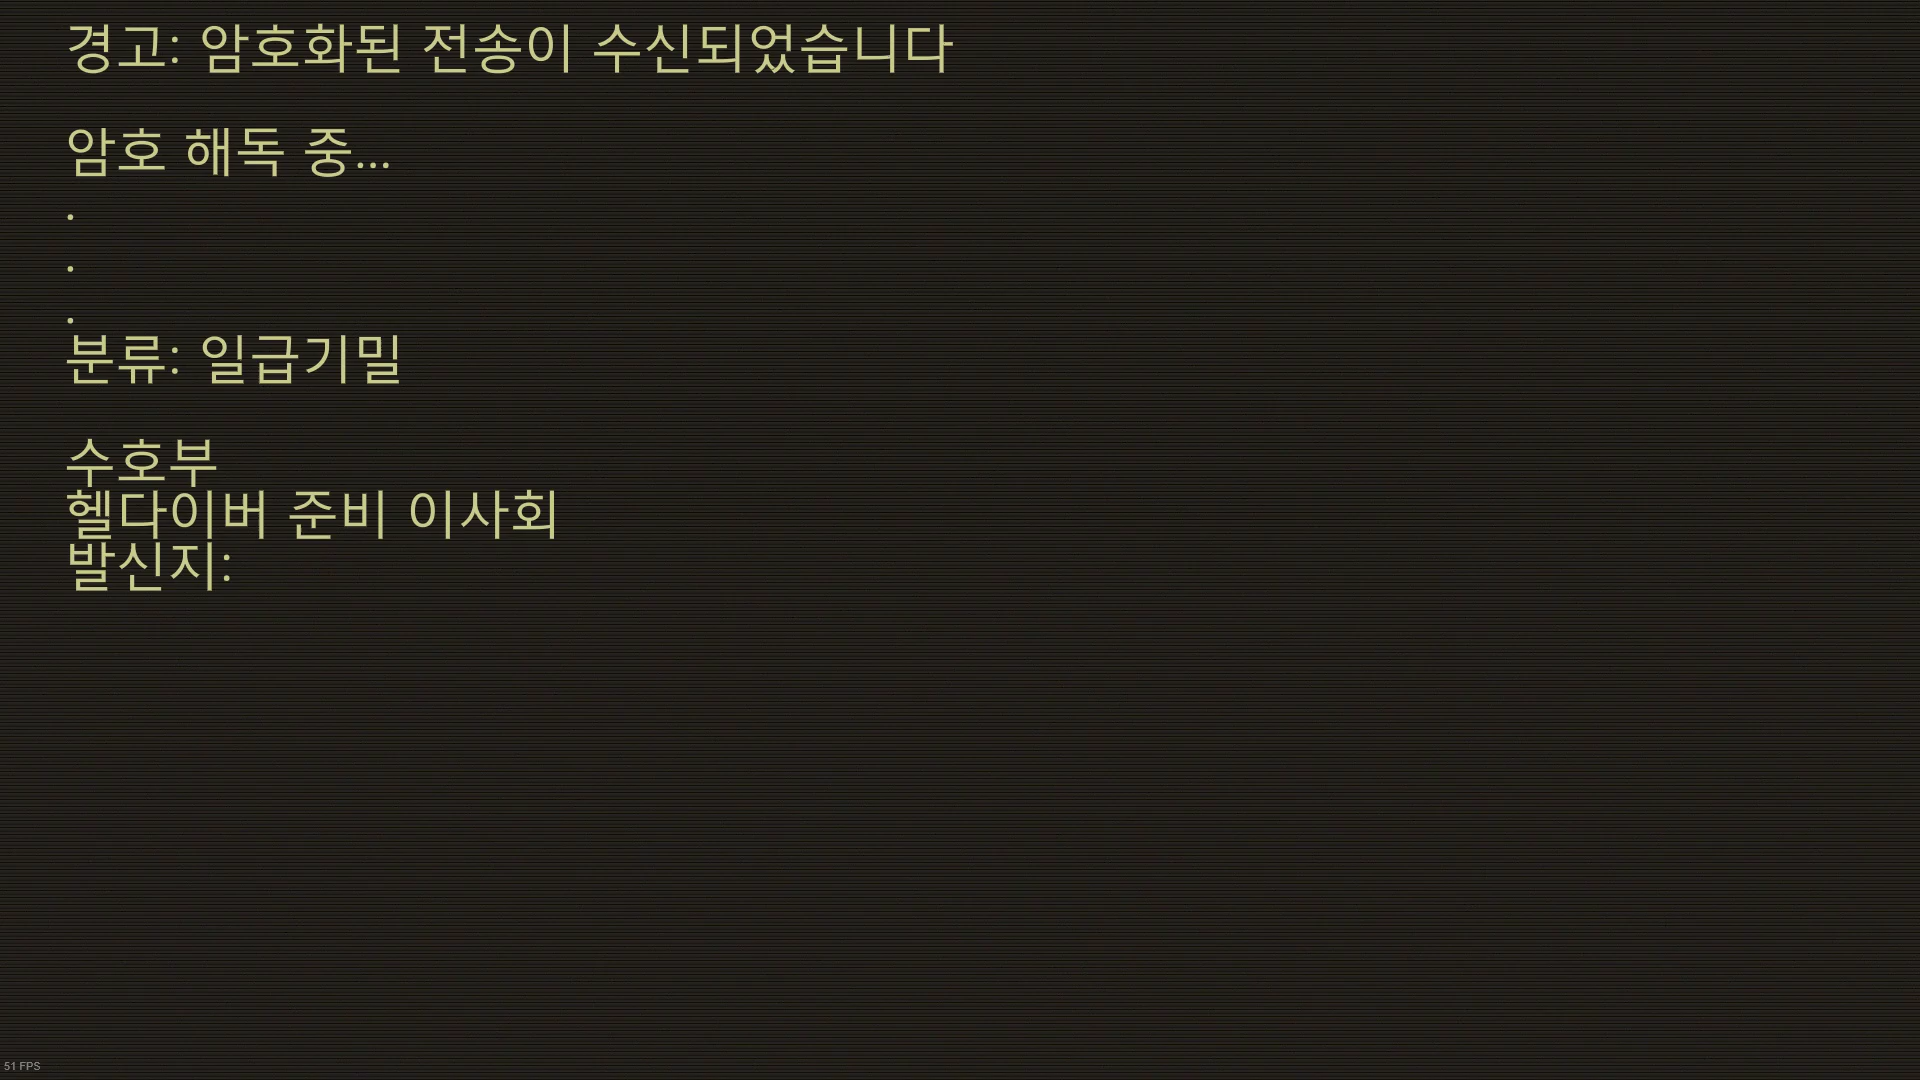 경고: 암호화된 전송이 수신되었습니다
암호 해독 중...
.
.
.
분류: 일급기밀
수호부
헬다이버 준비 이사회
발신지:
51 FPS